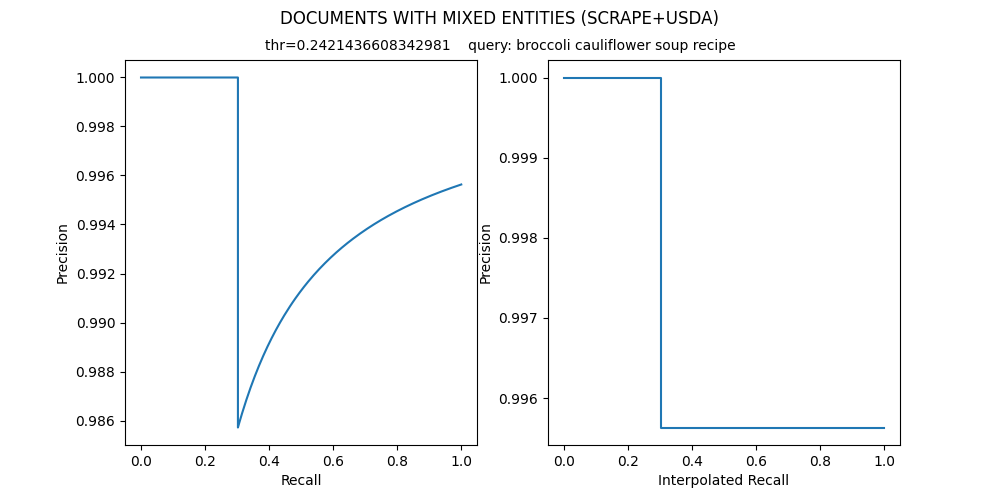 DOCUMENTS WITH MIXED ENTITIES (SCRAPE+USDA)
thr=0.2421436608342981    query: broccoli cauliflower soup recipe
1.000
0.998
0.996
0.994
0.992
0.990
0.988
0.986
Precision
0.0 0.2 0.4 0.6 0.8 1.0
Recall
1.000
0.999
0.998
0.997
0.996
Precision
0.0 0.2 0.4 0.6 0.8 1.0
Interpolated Recall